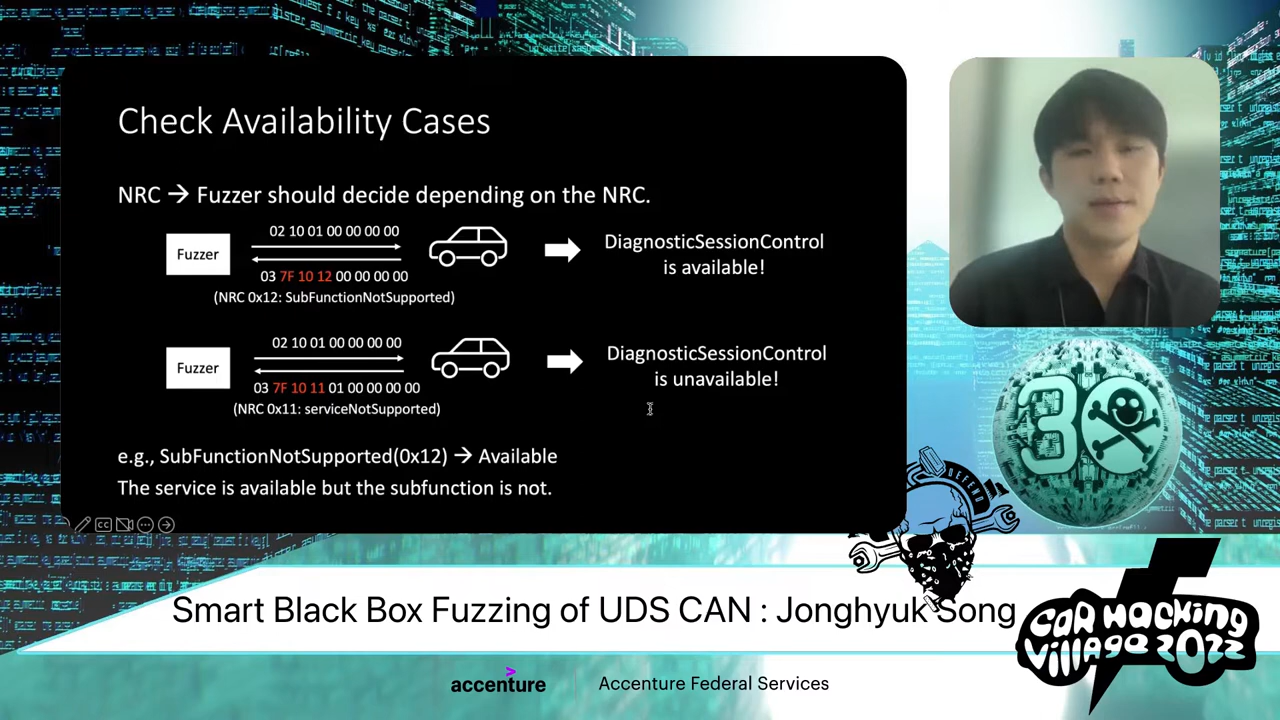 Check Availability Cases
NRC → Fuzzer should decide depending on the NRC.
02 10 01 00 00 00 00
Fuzzer
03 7F 10 12 00 00 00 00
(NRC 0x12: SubFunctionNotSupported)
DiagnosticSessionControl
is available!
02 10 01 00 00 00 00
Fuzzer
03 7F 10 11 01 00 00 00 00
(NRC 0x11: serviceNotSupported)
DiagnosticSessionControl
is unavailable!
e.g., SubFunctionNotSupported(0x12) → Available
The service is available but the subfunction is not.
CC
30
DEFEND
Smart Black Box Fuzzing of UDS CAN : Jonghyuk Song
CAR HACKING
VILLAGE 2022
accenture
Accenture Federal Services